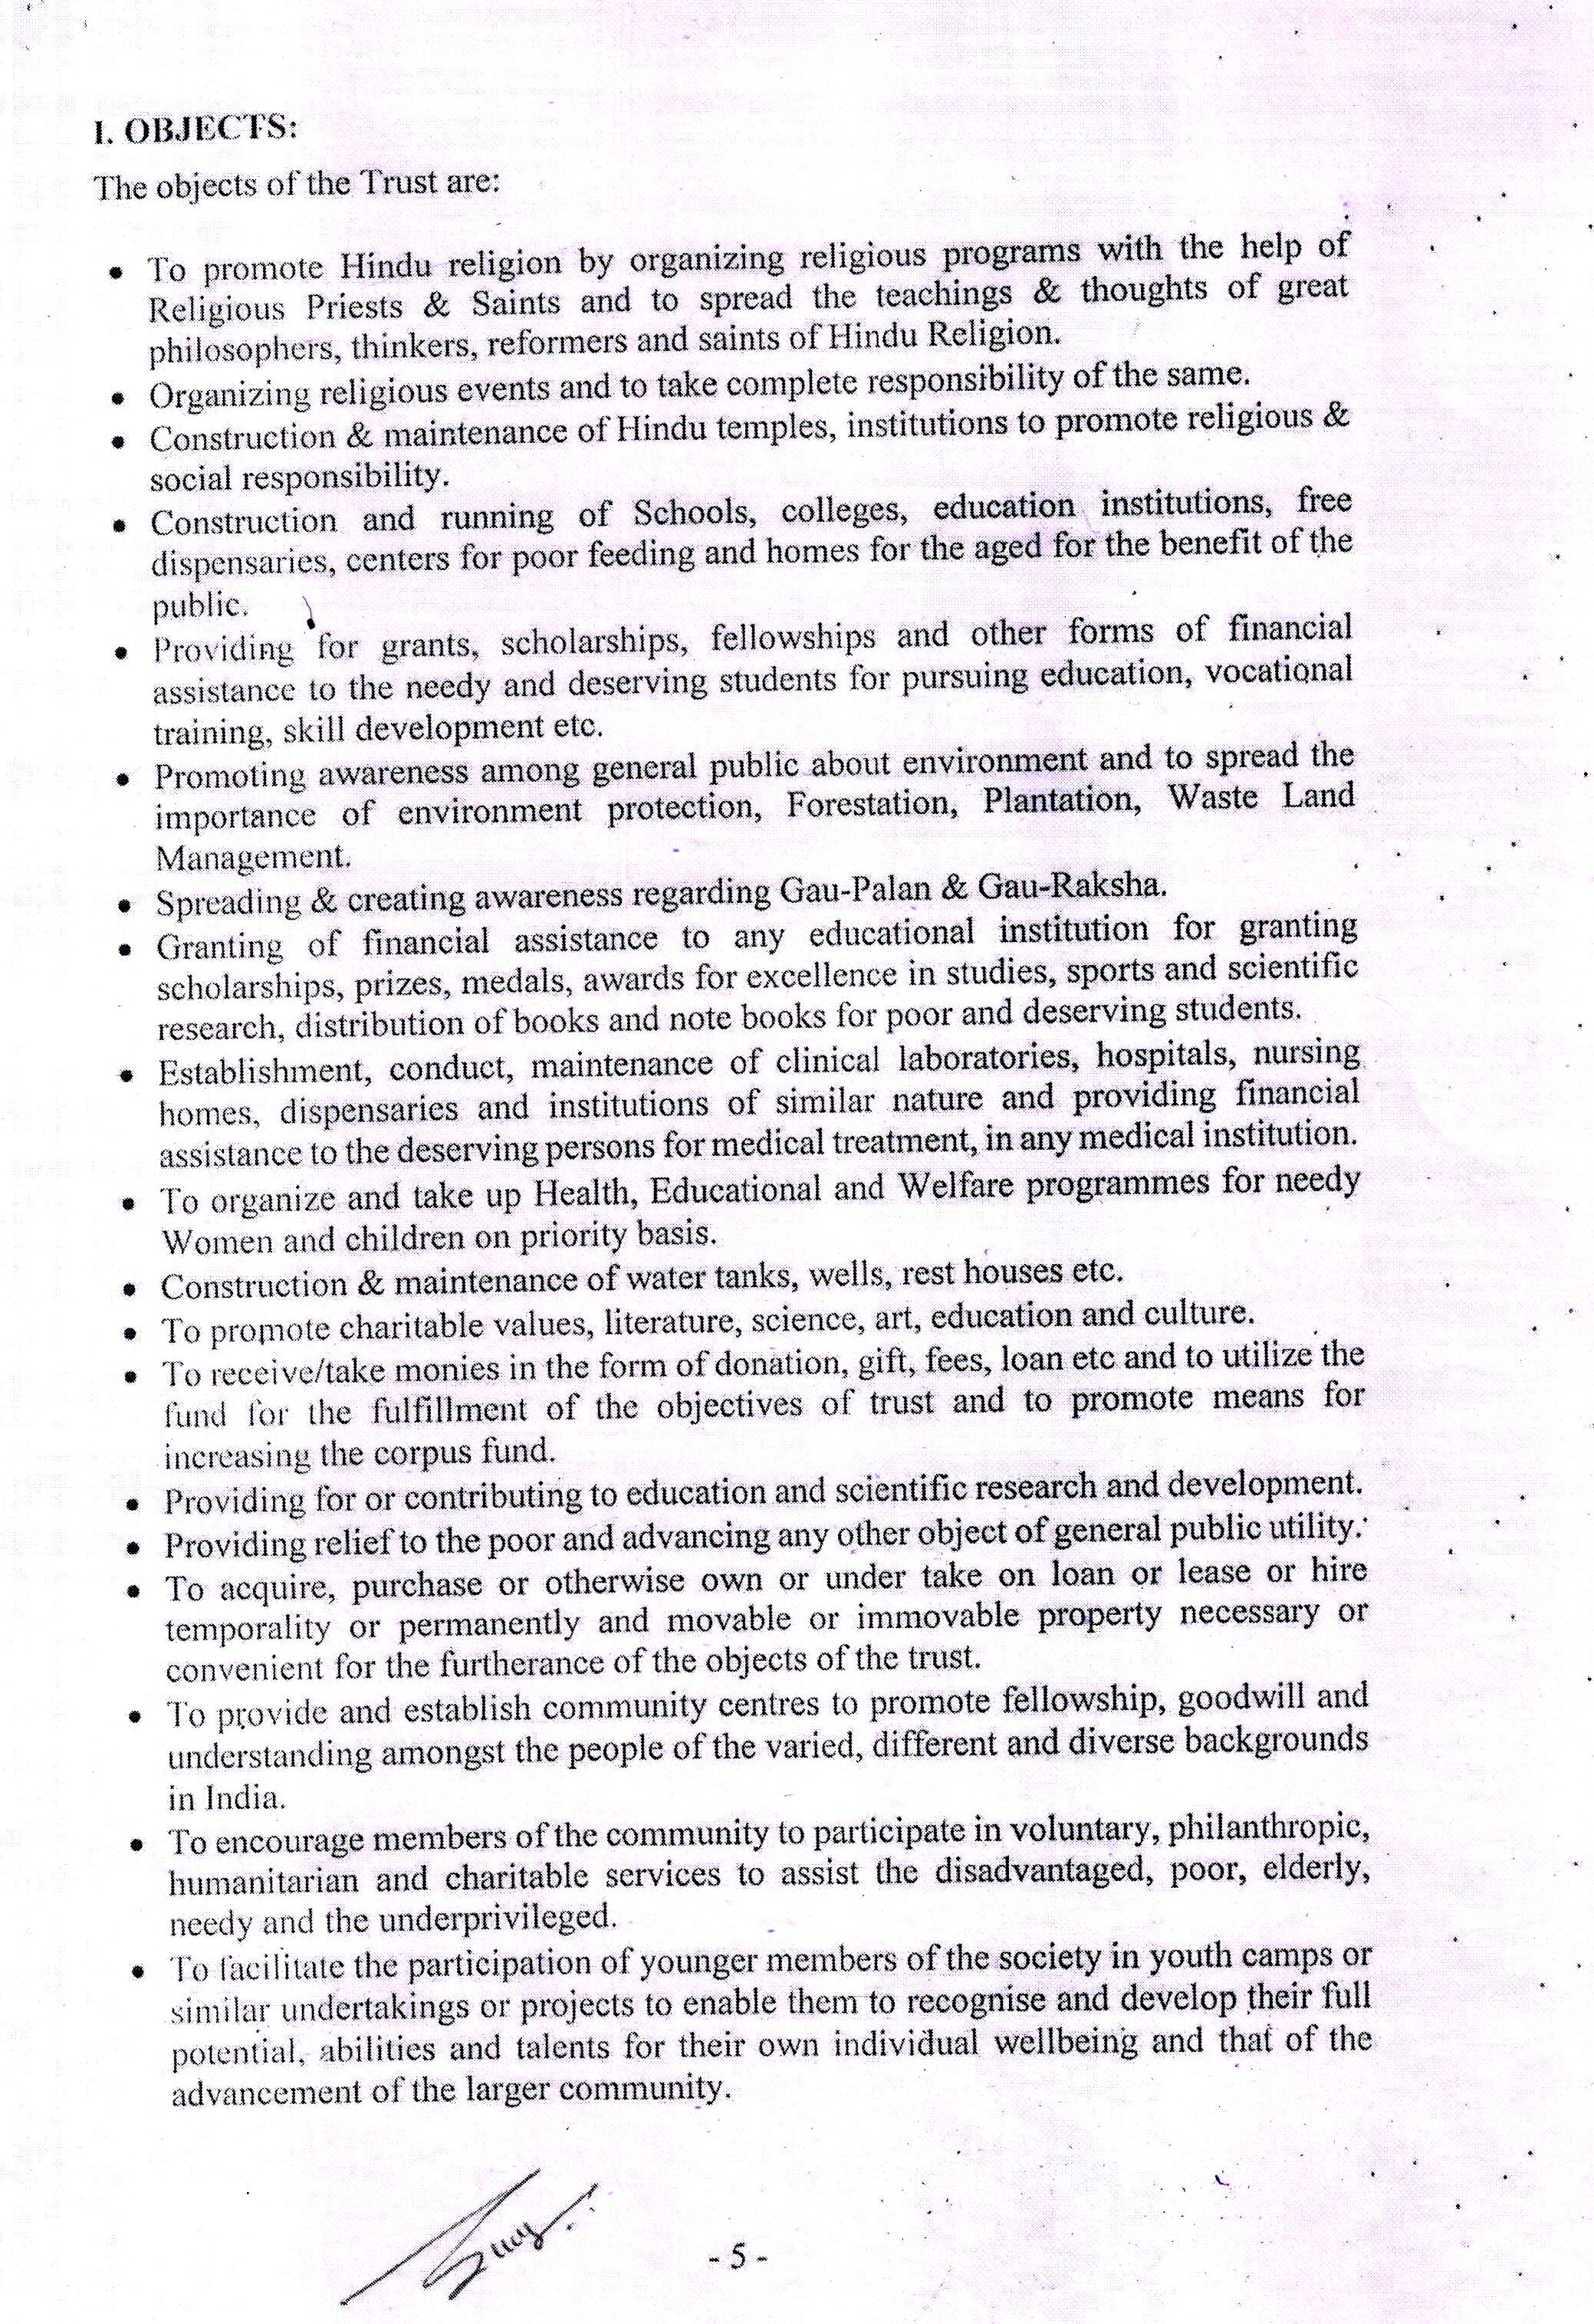 I. OBJECTS:
The objects of the Trust are:
• To promote Hindu religion by organizing religious programs with the help of
Religious Priests & Saints and to spread the teachings & thoughts of great
philosophers, thinkers, reformers and saints of Hindu Religion.
• Organizing religious events and to take complete responsibility of the same.
• Construction & maintenance of Hindu temples, institutions to promote religious &
social responsibility.
• Construction and running of Schools, colleges, education institutions, free
dispensaries, centers for poor feeding and homes for the aged for the benefit of the
public.
• Providing for grants, scholarships, fellowships and other forms of financial
assistance to the needy and deserving students for pursuing education, vocational
training, skill development etc.
• Promoting awareness among general public about environment and to spread the
importance of environment protection, Forestation, Plantation, Waste Land
Management.
• Spreading & creating awareness regarding Gau-Palan & Gau-Raksha.
• Granting of financial assistance to any educational institution for granting
scholarships, prizes, medals, awards for excellence in studies, sports and scientific
research, distribution of books and note books for poor and deserving students.
• Establishment, conduct, maintenance of clinical laboratories, hospitals, nursing
homes, dispensaries and institutions of similar nature and providing financial
assistance to the deserving persons for medical treatment, in any medical institution.
• To organize and take up Health, Educational and Welfare programmes for needy
Women and children on priority basis.
• Construction & maintenance of water tanks, wells, rest houses etc.
• To promote charitable values, literature, science, art, education and culture.
• To receive/take monies in the form of donation, gift, fees, loan etc and to utilize the
fund for the fulfillment of the objectives of trust and to promote means for
increasing the corpus fund.
• Providing for or contributing to education and scientific research and development.
• Providing relief to the poor and advancing any other object of general public utility.
• To acquire, purchase or otherwise own or under take on loan or lease or hire
temporality or permanently and movable or immovable property necessary or
convenient for the furtherance of the objects of the trust.
• To provide and establish community centres to promote fellowship, goodwill and
understanding amongst the people of the varied, different and diverse backgrounds
in India.
• To encourage members of the community to participate in voluntary, philanthropic,
humanitarian and charitable services to assist the disadvantaged, poor, elderly,
needy and the underprivileged.
• To facilitate the participation of younger members of the society in youth camps or
similar undertakings or projects to enable them to recognise and develop their full
potential, abilities and talents for their own individual wellbeing and that of the
advancement of the larger community.
- 5 -